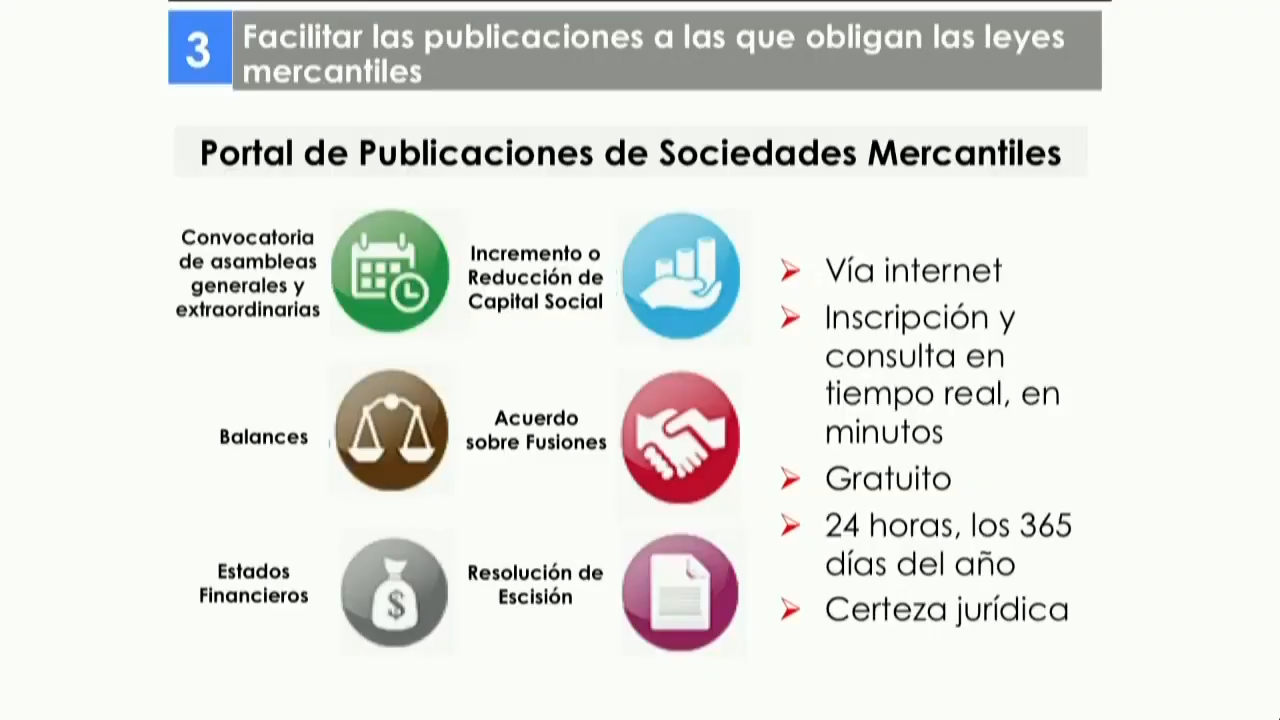 3
Facilitar las publicaciones a las que obligan las leyes
mercantiles
Portal de Publicaciones de Sociedades Mercantiles
Convocatoria
de asambleas
generales y
extraordinarias
Incremento o
Reducción de
Capital Social
Balances
Acuerdo
sobre Fusiones
Estados
Financieros
$
Resolución de
Escisión
Vía internet
Inscripción y
consulta en
tiempo real, en
minutos
Gratuito
24 horas, los 365
días del año
Certeza jurídica